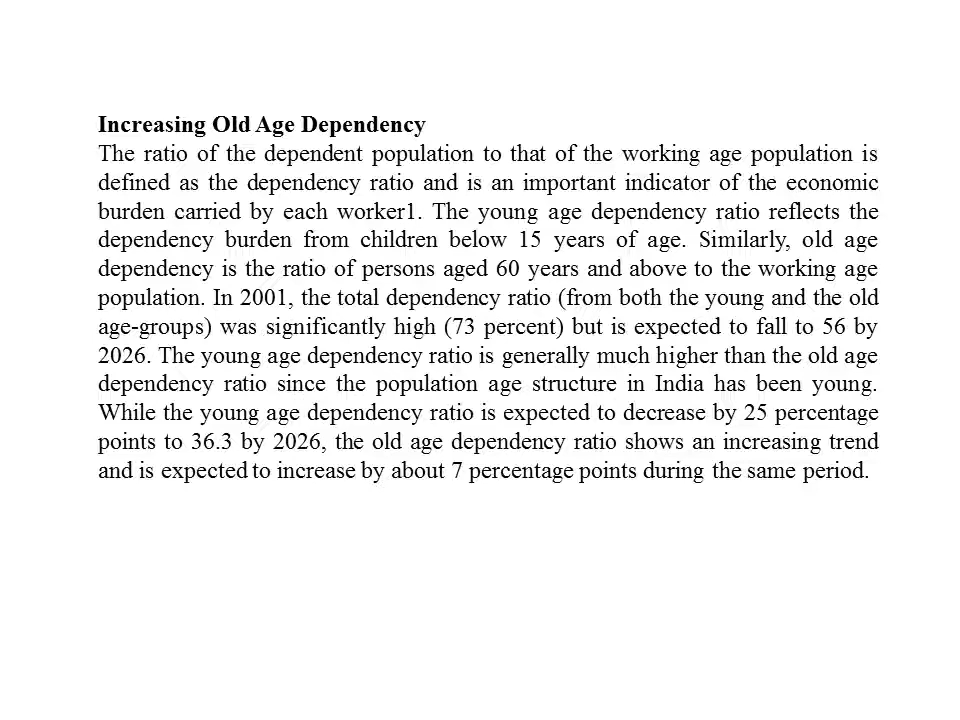 Increasing Old Age Dependency
The ratio of the dependent population to that of the working age population is
defined as the dependency ratio and is an important indicator of the economic
burden carried by each worker1. The young age dependency ratio reflects the
dependency burden from children below 15 years of age. Similarly, old age
dependency is the ratio of persons aged 60 years and above to the working age
population. In 2001, the total dependency ratio (from both the young and the old
age-groups) was significantly high (73 percent) but is expected to fall to 56 by
2026. The young age dependency ratio is generally much higher than the old age
dependency ratio since the population age structure in India has been young.
While the young age dependency ratio is expected to decrease by 25 percentage
points to 36.3 by 2026, the old age dependency ratio shows an increasing trend
and is expected to increase by about 7 percentage points during the same period.